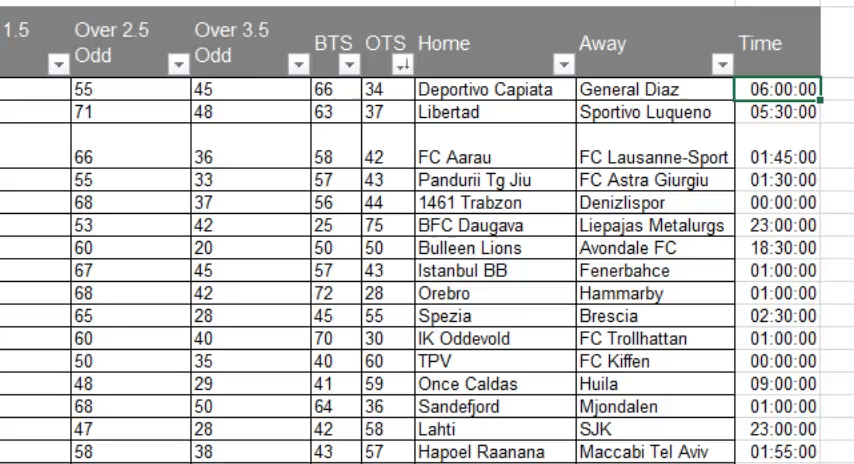 1.5 Over 2.5 Odd Over 3.5 Odd BTS OTS Home Away Time
55 45 66 34 Deportivo Capiata General Diaz 06:00:00
71 48 63 37 Libertad Sportivo Luqueno 05:30:00
66 36 58 42 FC Aarau FC Lausanne-Sport 01:45:00
55 33 57 43 Pandurii Tg Jiu FC Astra Giurgiu 01:30:00
68 37 56 44 1461 Trabzon Denizlispor 00:00:00
53 42 25 75 BFC Daugava Liepajas Metalurgs 23:00:00
60 20 50 50 Bulleen Lions Avondale FC 18:30:00
67 45 57 43 Istanbul BB Fenerbahce 01:00:00
68 42 72 28 Orebro Hammarby 01:00:00
65 28 45 55 Spezia Brescia 02:30:00
60 40 70 30 IK Oddevold FC Trollhattan 01:00:00
50 35 40 60 TPV FC Kiffen 00:00:00
48 29 41 59 Once Caldas Huila 09:00:00
68 50 64 36 Sandefjord Mjondalen 01:00:00
47 28 42 58 Lahti SJK 23:00:00
58 38 43 57 Hapoel Raanana Maccabi Tel Aviv 01:55:00